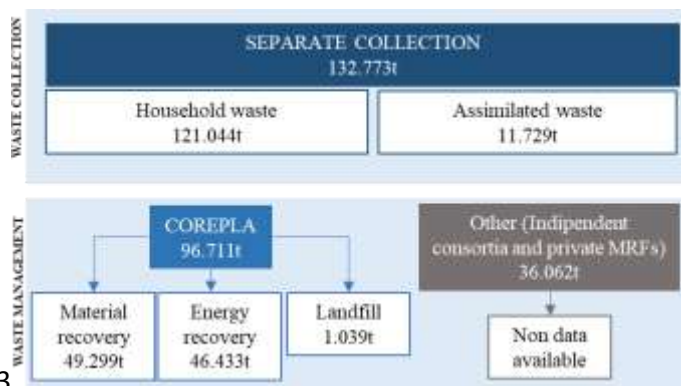 WASTE COLLECTION
SEPARATE COLLECTION
132.773t
Household waste
121.044t
Assimilated waste
11.729t
WASTE MANAGEMENT
COREPLA
96.711t
Other (Indipendent
consortia and private MRFs)
36.062t
Material
recovery
49.299t
Energy
recovery
46.433t
Landfill
1.039t
Non data
available
3